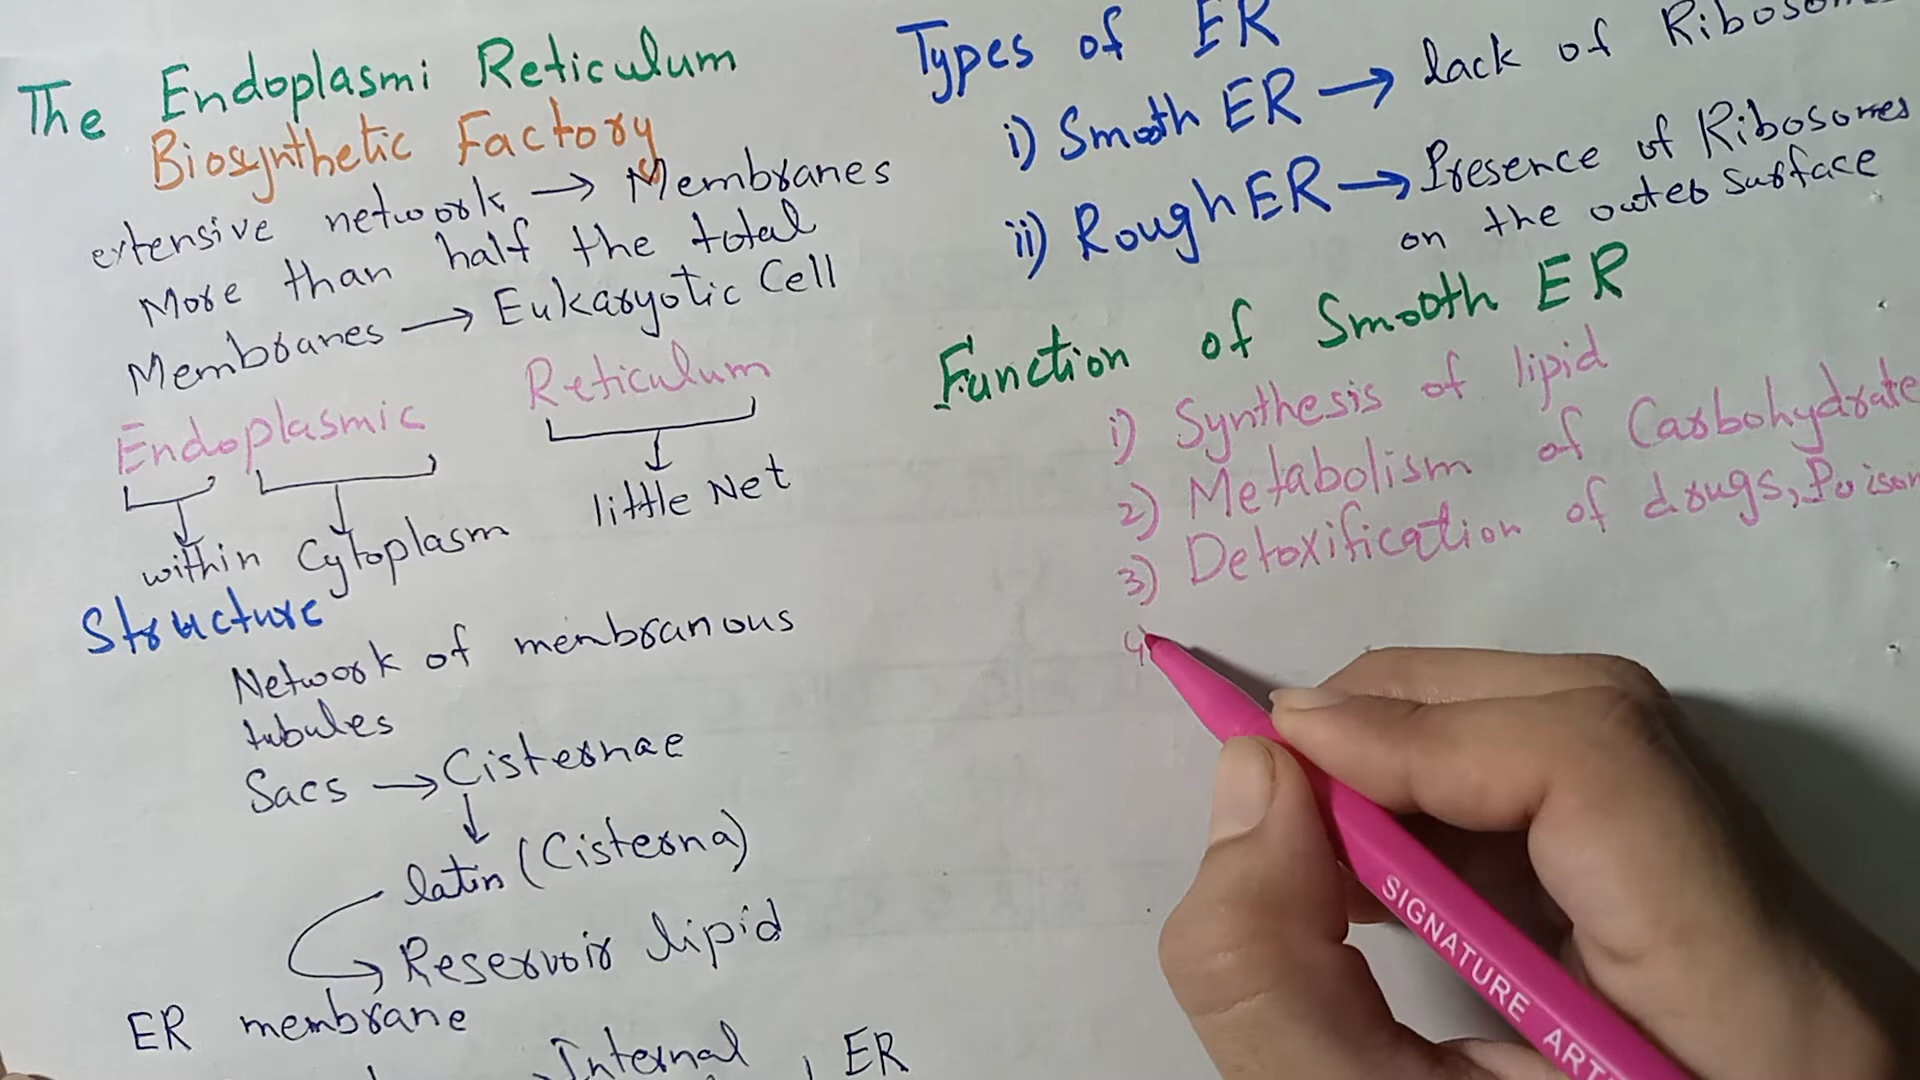 The Endoplasmi Reticulum
Biosynthetic Factory
extensive network → Membranes
More than half the total
Membranes → Eukaryotic Cell
Endoplasmic Reticulum
within Cytoplasm little Net
Structure
Network of membranous
tubules
Sacs → Cisternae
latin (Cisterna)
Reservoir lipid
ER membrane
Internal ER
Types of ER
i) Smooth ER → lack of Riboso
ii) Rough ER → Presence of Ribosomes
on the outer Surface
Function of Smooth ER
i) Synthesis of lipid
2) Metabolism of Carbohydrate
3) Detoxification of drugs, Poison
4)
SIGNATURE ART